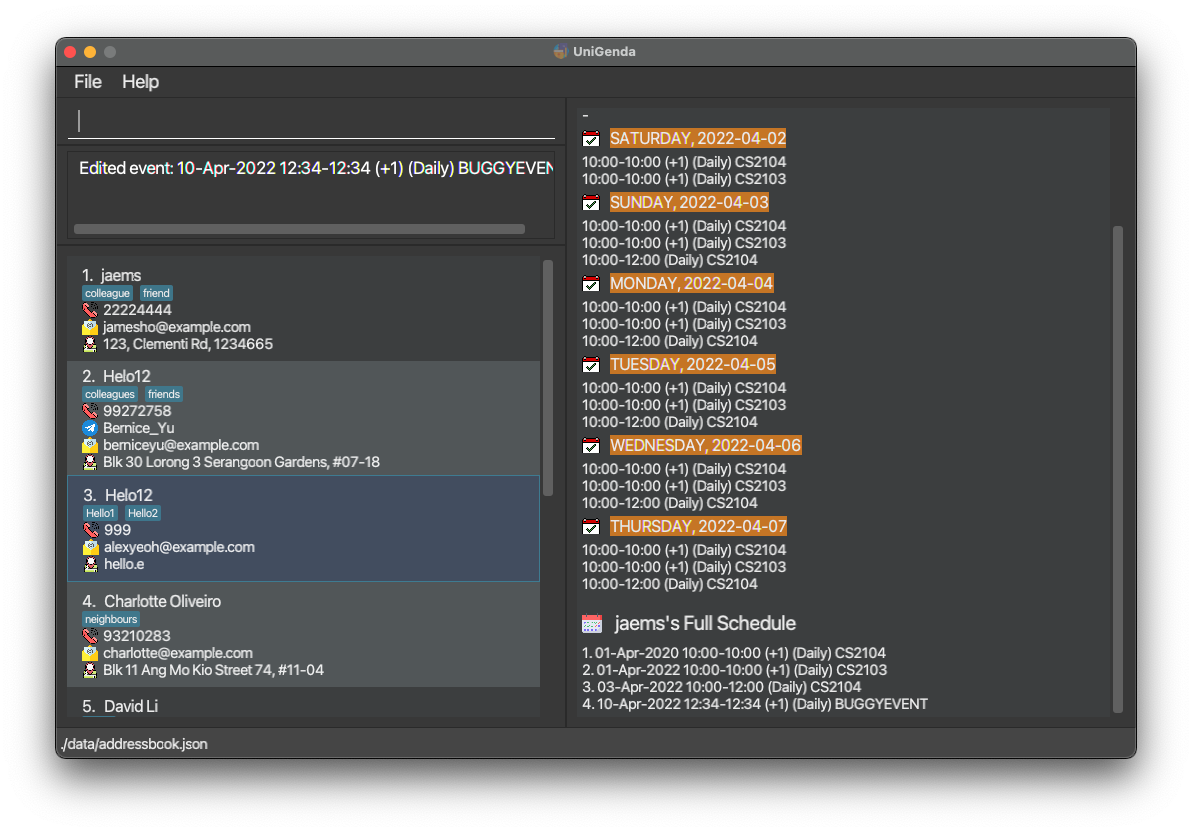 UniGenda
File Help
Edited event: 10-Apr-2022 12:34-12:34 (+1) (Daily) BUGGYEVEN
1. jaems
colleague friend
22224444
jamesho@example.com
123, Clementi Rd, 1234665
2. Helo12
colleagues friends
99272758
Bernice_Yu
berniceyu@example.com
Blk 30 Lorong 3 Serangoon Gardens, #07-18
3. Helo12
Hello1 Hello2
999
alexyeoh@example.com
hello.e
4. Charlotte Oliveiro
neighbours
93210283
charlotte@example.com
Blk 11 Ang Mo Kio Street 74, #11-04
5. David Li
-
SATURDAY, 2022-04-02
10:00-10:00 (+1) (Daily) CS2104
10:00-10:00 (+1) (Daily) CS2103
SUNDAY, 2022-04-03
10:00-10:00 (+1) (Daily) CS2104
10:00-10:00 (+1) (Daily) CS2103
10:00-12:00 (Daily) CS2104
MONDAY, 2022-04-04
10:00-10:00 (+1) (Daily) CS2104
10:00-10:00 (+1) (Daily) CS2103
10:00-12:00 (Daily) CS2104
TUESDAY, 2022-04-05
10:00-10:00 (+1) (Daily) CS2104
10:00-10:00 (+1) (Daily) CS2103
10:00-12:00 (Daily) CS2104
WEDNESDAY, 2022-04-06
10:00-10:00 (+1) (Daily) CS2104
10:00-10:00 (+1) (Daily) CS2103
10:00-12:00 (Daily) CS2104
THURSDAY, 2022-04-07
10:00-10:00 (+1) (Daily) CS2104
10:00-10:00 (+1) (Daily) CS2103
10:00-12:00 (Daily) CS2104
jaems's Full Schedule
1. 01-Apr-2020 10:00-10:00 (+1) (Daily) CS2104
2. 01-Apr-2022 10:00-10:00 (+1) (Daily) CS2103
3. 03-Apr-2022 10:00-12:00 (Daily) CS2104
4. 10-Apr-2022 12:34-12:34 (+1) (Daily) BUGGYEVENT
./data/addressbook.json